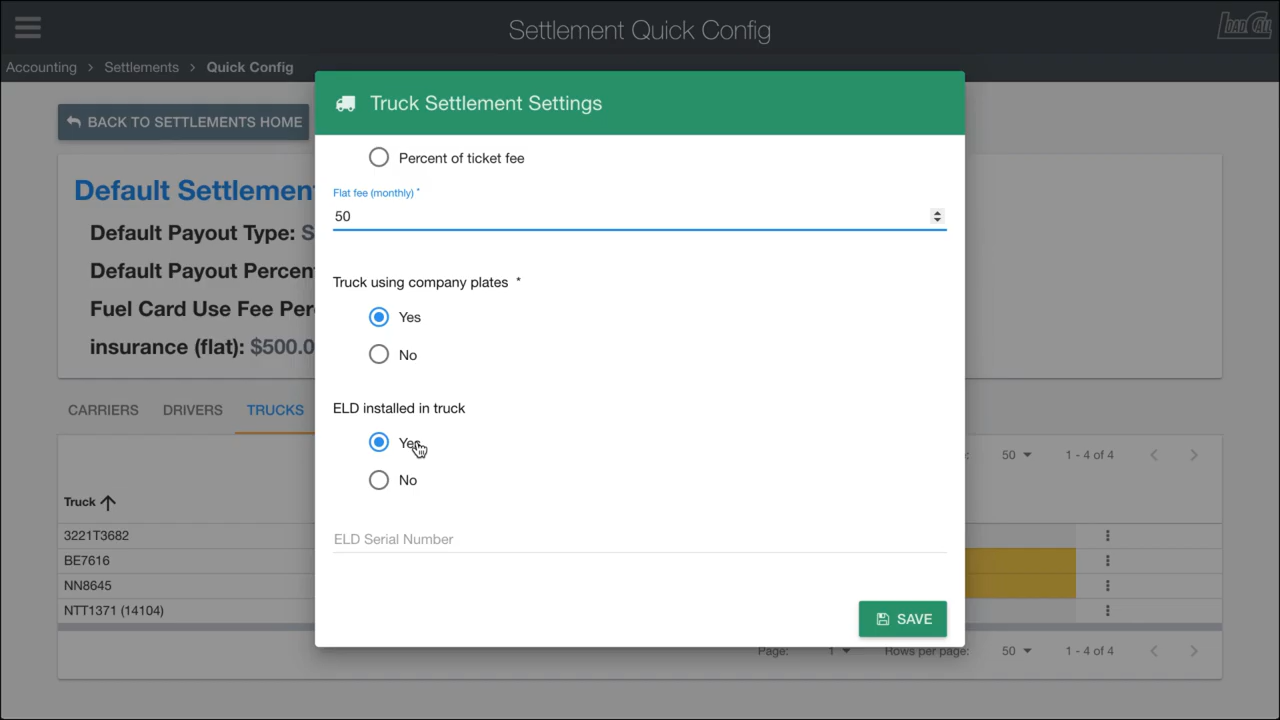 Settlement Quick Config
LOAD CALL
Accounting > Settlements > Quick Config
BACK TO SETTLEMENTS HOME
Default Settlemen
Default Payout Type: S
Default Payout Percen
Fuel Card Use Fee Per
insurance (flat): $500.0
CARRIERS DRIVERS TRUCKS
50 1 - 4 of 4
Truck
3221T3682
BE7616
NN8645
NTT1371 (14104)
Page: 1 Rows per page: 50 1 - 4 of 4
Truck Settlement Settings
Percent of ticket fee
Flat fee (monthly) *
50
Truck using company plates *
Yes
No
ELD installed in truck
Yes
No
ELD Serial Number
SAVE